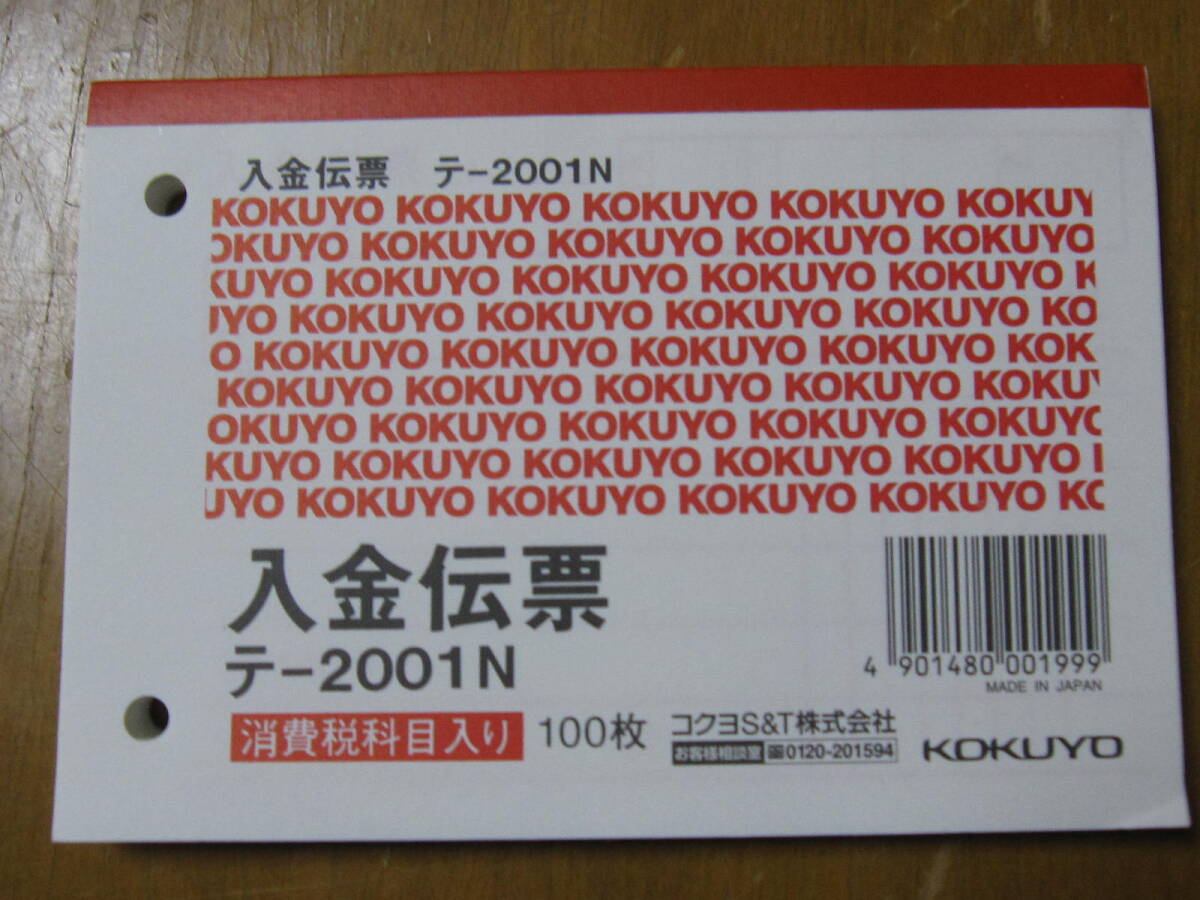 入金伝票 テ-2001N
KOKUYO KOKUYO KOKUYO KOKUYO KOKUY
OKUYO KOKUYO KOKUYO KOKUYO KOKUYO
KUYO KOKUYO KOKUYO KOKUYO KOKUYO K
UYO KOKUYO KOKUYO KOKUYO KOKUYO KO
O KOKUYO KOKUYO KOKUYO KOKUYO KOK
KOKUYO KOKUYO KOKUYO KOKUYO KOKU
OKUYO KOKUYO KOKUYO KOKUYO KOKUYO
KUYO KOKUYO KOKUYO KOKUYO KOKUYO
UYO KOKUYO KOKUYO KOKUYO KOKUYO KO
入金伝票
テ-2001N
4 901480 001999
MADE IN JAPAN
消費税科目入り 100枚 コクヨS&T株式会社
お客様相談室 0120-201594
KOKUYO